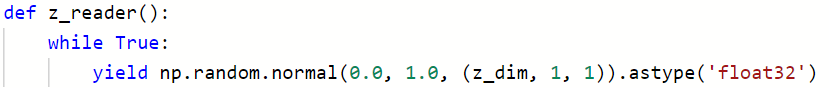 def z_reader():
    while True:
        yield np.random.normal(0.0, 1.0, (z_dim, 1, 1)).astype('float32')